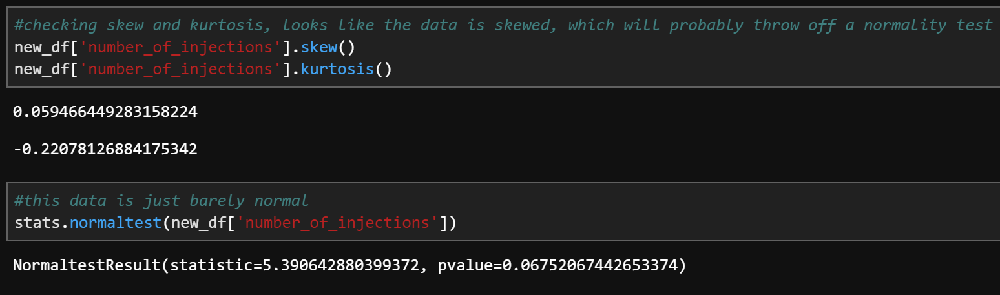 #checking skew and kurtosis, looks like the data is skewed, which will probably throw off a normality test
new_df['number_of_injections'].skew()
new_df['number_of_injections'].kurtosis()
0.059466449283158224
-0.22078126884175342
#this data is just barely normal
stats.normaltest(new_df['number_of_injections'])
NormaltestResult(statistic=5.390642880399372, pvalue=0.06752067442653374)